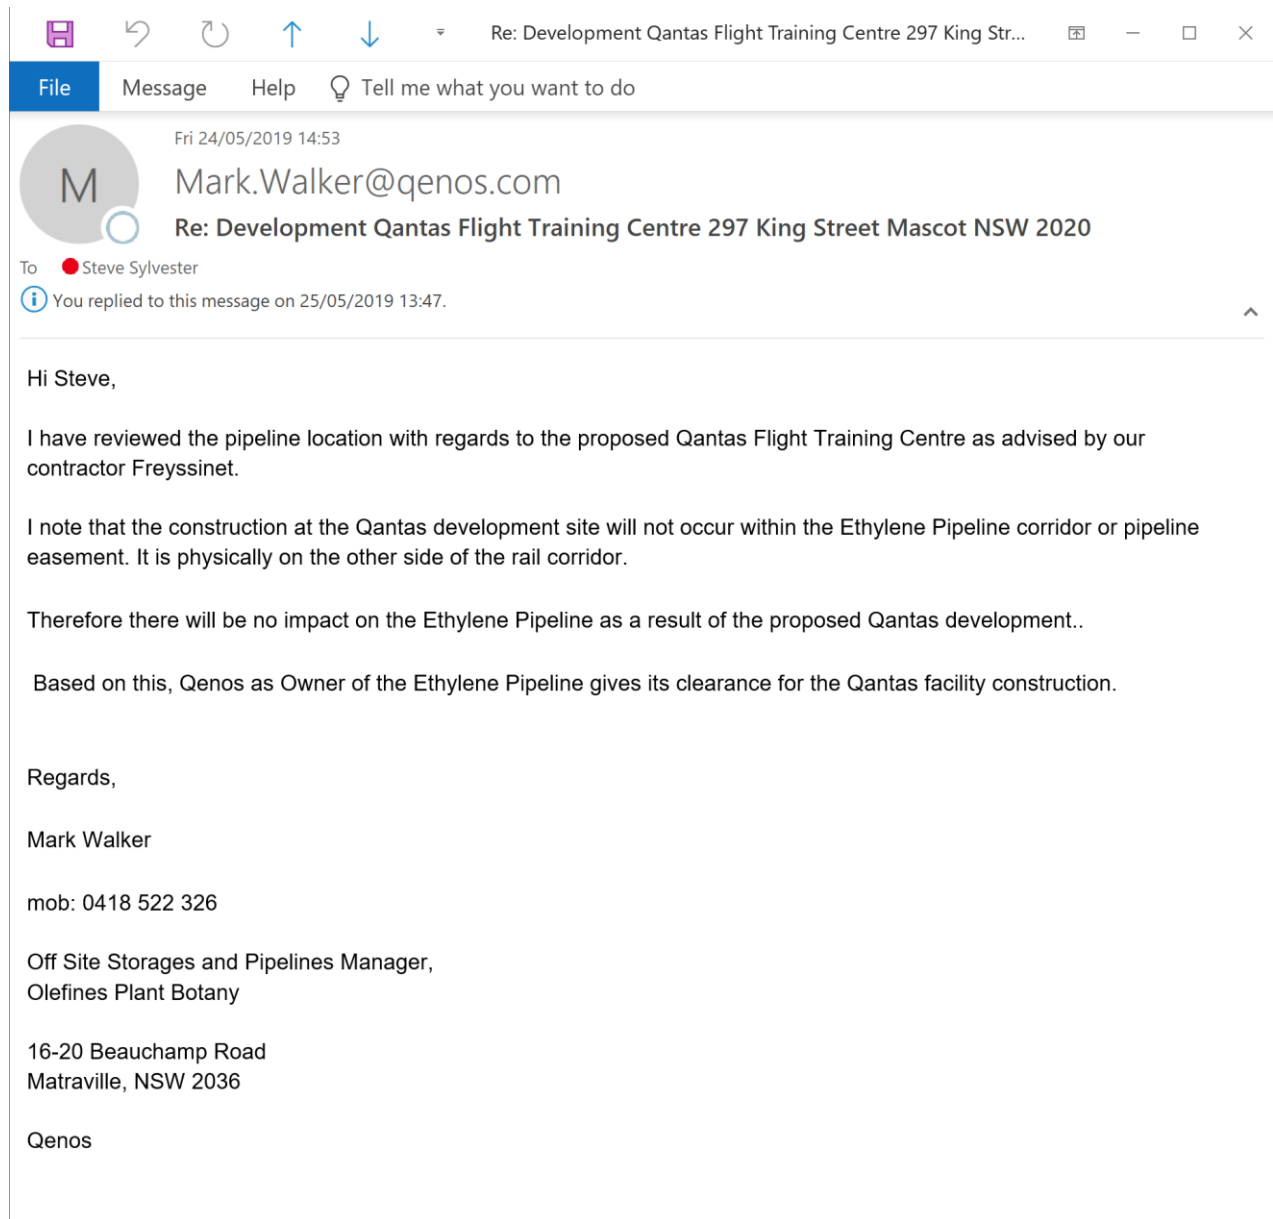 Re: Development Qantas Flight Training Centre 297 King Str...
File Message Help Tell me what you want to do
Fri 24/05/2019 14:53
M
Mark.Walker@qenos.com
Re: Development Qantas Flight Training Centre 297 King Street Mascot NSW 2020
To Steve Sylvester
You replied to this message on 25/05/2019 13:47.
Hi Steve,
I have reviewed the pipeline location with regards to the proposed Qantas Flight Training Centre as advised by our
contractor Freyssinet.
I note that the construction at the Qantas development site will not occur within the Ethylene Pipeline corridor or pipeline
easement. It is physically on the other side of the rail corridor.
Therefore there will be no impact on the Ethylene Pipeline as a result of the proposed Qantas development..
Based on this, Qenos as Owner of the Ethylene Pipeline gives its clearance for the Qantas facility construction.
Regards,
Mark Walker
mob: 0418 522 326
Off Site Storages and Pipelines Manager,
Olefines Plant Botany
16-20 Beauchamp Road
Matraville, NSW 2036
Qenos